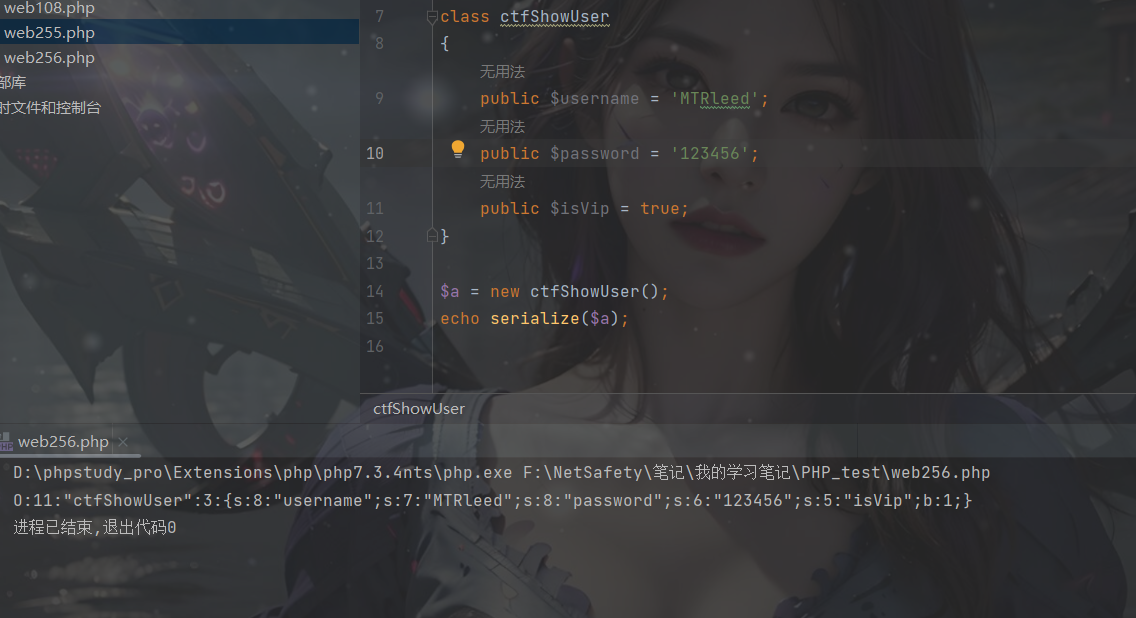 web108.php
web255.php
web256.php
部库
时文件和控制台
7 class ctfShowUser
8 {
无用法
9 public $username = 'MTRleed';
无用法
10 public $password = '123456';
无用法
11 public $isVip = true;
12 }
13
14 $a = new ctfShowUser();
15 echo serialize($a);
16
ctfShowUser
web256.php
D:\phpstudy_pro\Extensions\php\php7.3.4nts\php.exe F:\NetSafety\笔记\我的学习笔记\PHP_test\web256.php
O:11:"ctfShowUser":3:{s:8:"username";s:7:"MTRleed";s:8:"password";s:6:"123456";s:5:"isVip";b:1;}
进程已结束,退出代码0